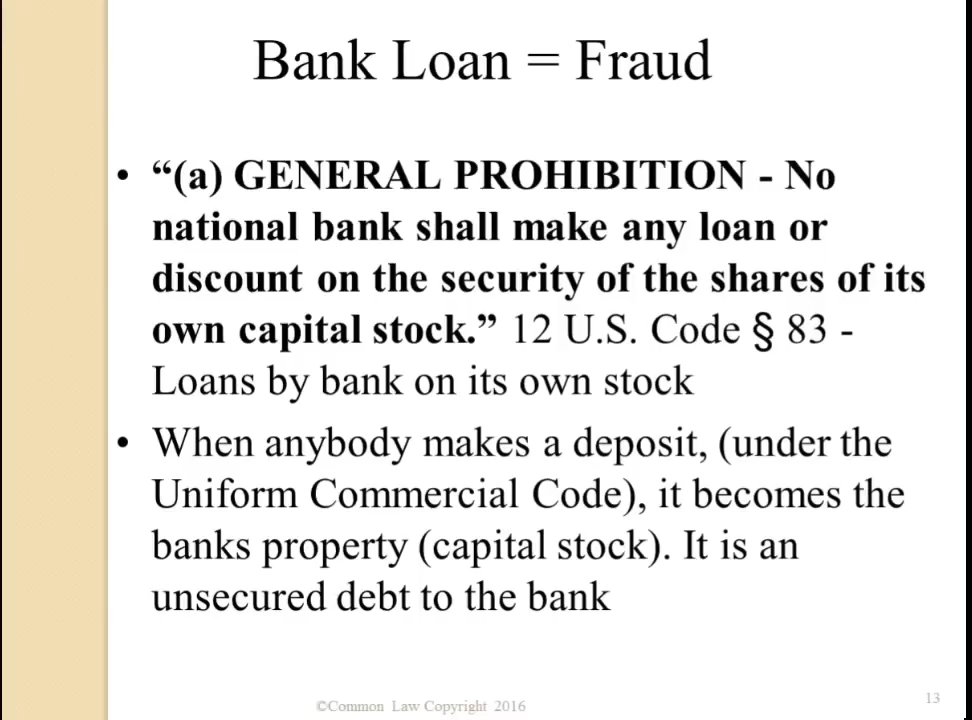 Bank Loan = Fraud
• “(a) GENERAL PROHIBITION - No
national bank shall make any loan or
discount on the security of the shares of its
own capital stock.” 12 U.S. Code § 83 -
Loans by bank on its own stock
• When anybody makes a deposit, (under the
Uniform Commercial Code), it becomes the
banks property (capital stock). It is an
unsecured debt to the bank
©Common Law Copyright 2016
13